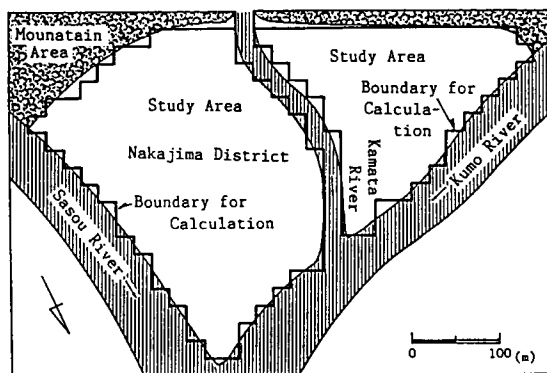 Mounatain
Area
Study Area
Boundary for
Calcula-
tion
Study Area
Nakajima District
Boundary for
Calculation
Kamata
River
Kumo River
Sasou River
0 100 (m)